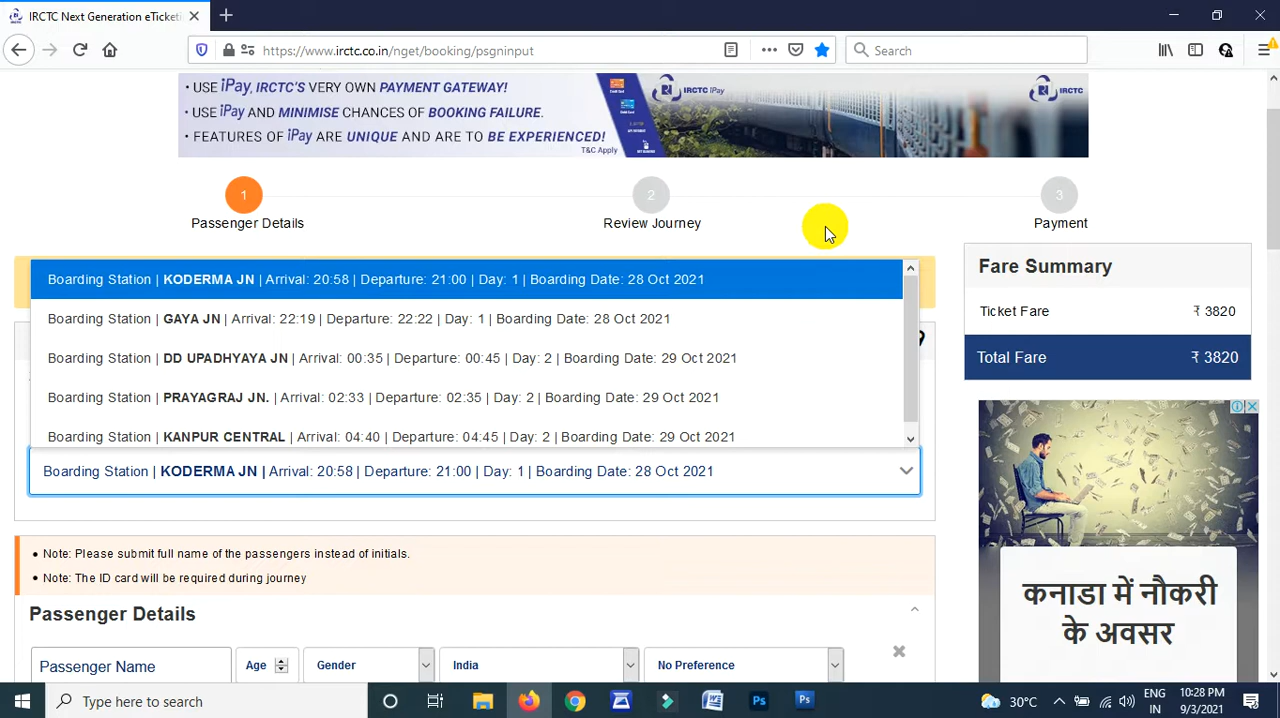 IRCTC Next Generation eTicketi
https://www.irctc.co.in/nget/booking/psgninput
Search
• USE iPay, IRCTC'S VERY OWN PAYMENT GATEWAY!
• USE iPay AND MINIMISE CHANCES OF BOOKING FAILURE.
• FEATURES OF iPay ARE UNIQUE AND ARE TO BE EXPERIENCED!
T&C Apply
IRCTC iPay
IRCTC
1
2
3
Passenger Details
Review Journey
Payment
Boarding Station | KODERMA JN | Arrival: 20:58 | Departure: 21:00 | Day: 1 | Boarding Date: 28 Oct 2021
Boarding Station | GAYA JN | Arrival: 22:19 | Departure: 22:22 | Day: 1 | Boarding Date: 28 Oct 2021
Boarding Station | DD UPADHYAYA JN | Arrival: 00:35 | Departure: 00:45 | Day: 2 | Boarding Date: 29 Oct 2021
Boarding Station | PRAYAGRAJ JN. | Arrival: 02:33 | Departure: 02:35 | Day: 2 | Boarding Date: 29 Oct 2021
Boarding Station | KANPUR CENTRAL | Arrival: 04:40 | Departure: 04:45 | Day: 2 | Boarding Date: 29 Oct 2021
Boarding Station | KODERMA JN | Arrival: 20:58 | Departure: 21:00 | Day: 1 | Boarding Date: 28 Oct 2021
Fare Summary
Ticket Fare ₹ 3820
Total Fare ₹ 3820
• Note: Please submit full name of the passengers instead of initials.
• Note: The ID card will be required during journey
Passenger Details
Passenger Name
Age
Gender
India
No Preference
कनाडा में नौकरी
के अवसर
Type here to search
30°C
ENG
IN
10:28 PM
9/3/2021